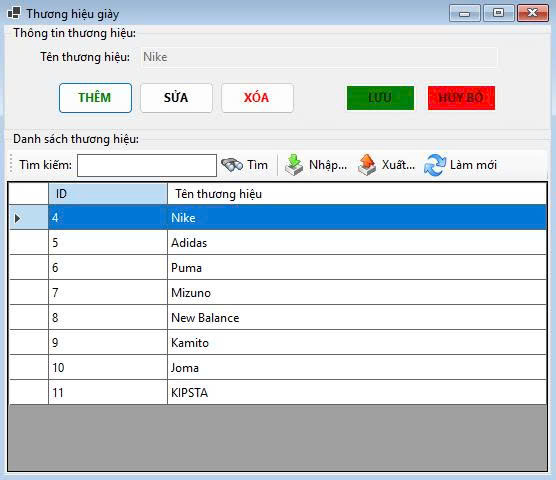 Thương hiệu giày
Thông tin thương hiệu:
Tên thương hiệu: Nike
THÊM SỬA XÓA LƯU HỦY BỎ
Danh sách thương hiệu:
Tìm kiếm: Tìm Nhập... Xuất... Làm mới
ID Tên thương hiệu
4 Nike
5 Adidas
6 Puma
7 Mizuno
8 New Balance
9 Kamito
10 Joma
11 KIPSTA